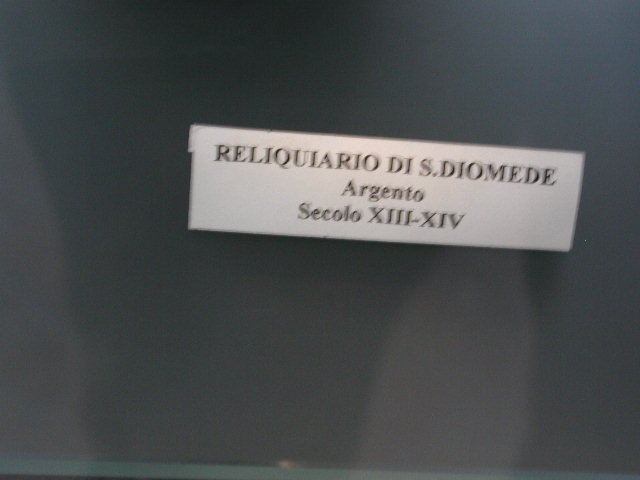 RELIQUIARIO DI S.DIOMEDE
Argento
Secolo XIII-XIV